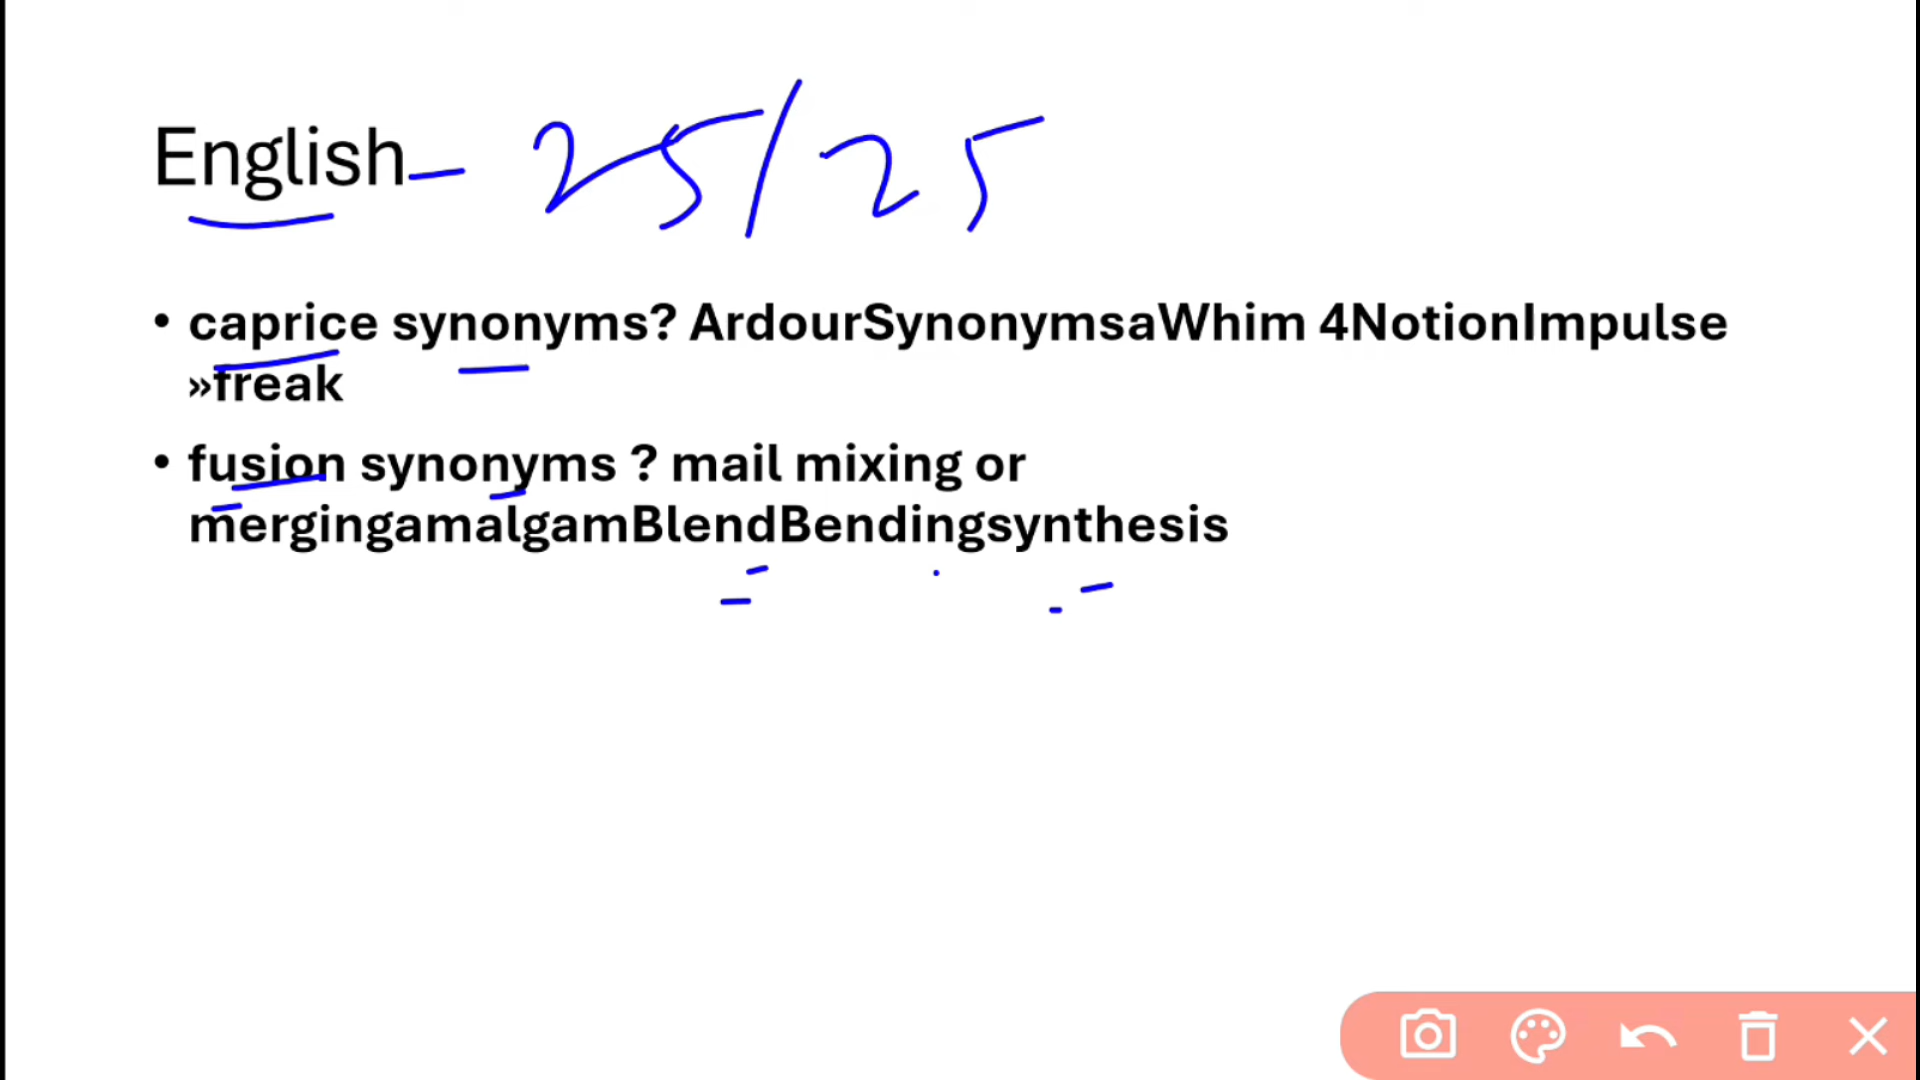 English- 25/25
• caprice synonyms? ArdourSynonymsaWhim 4NotionImpulse
»freak
• fusion synonyms ? mail mixing or
mergingamalgamBlendBendingsynthesis